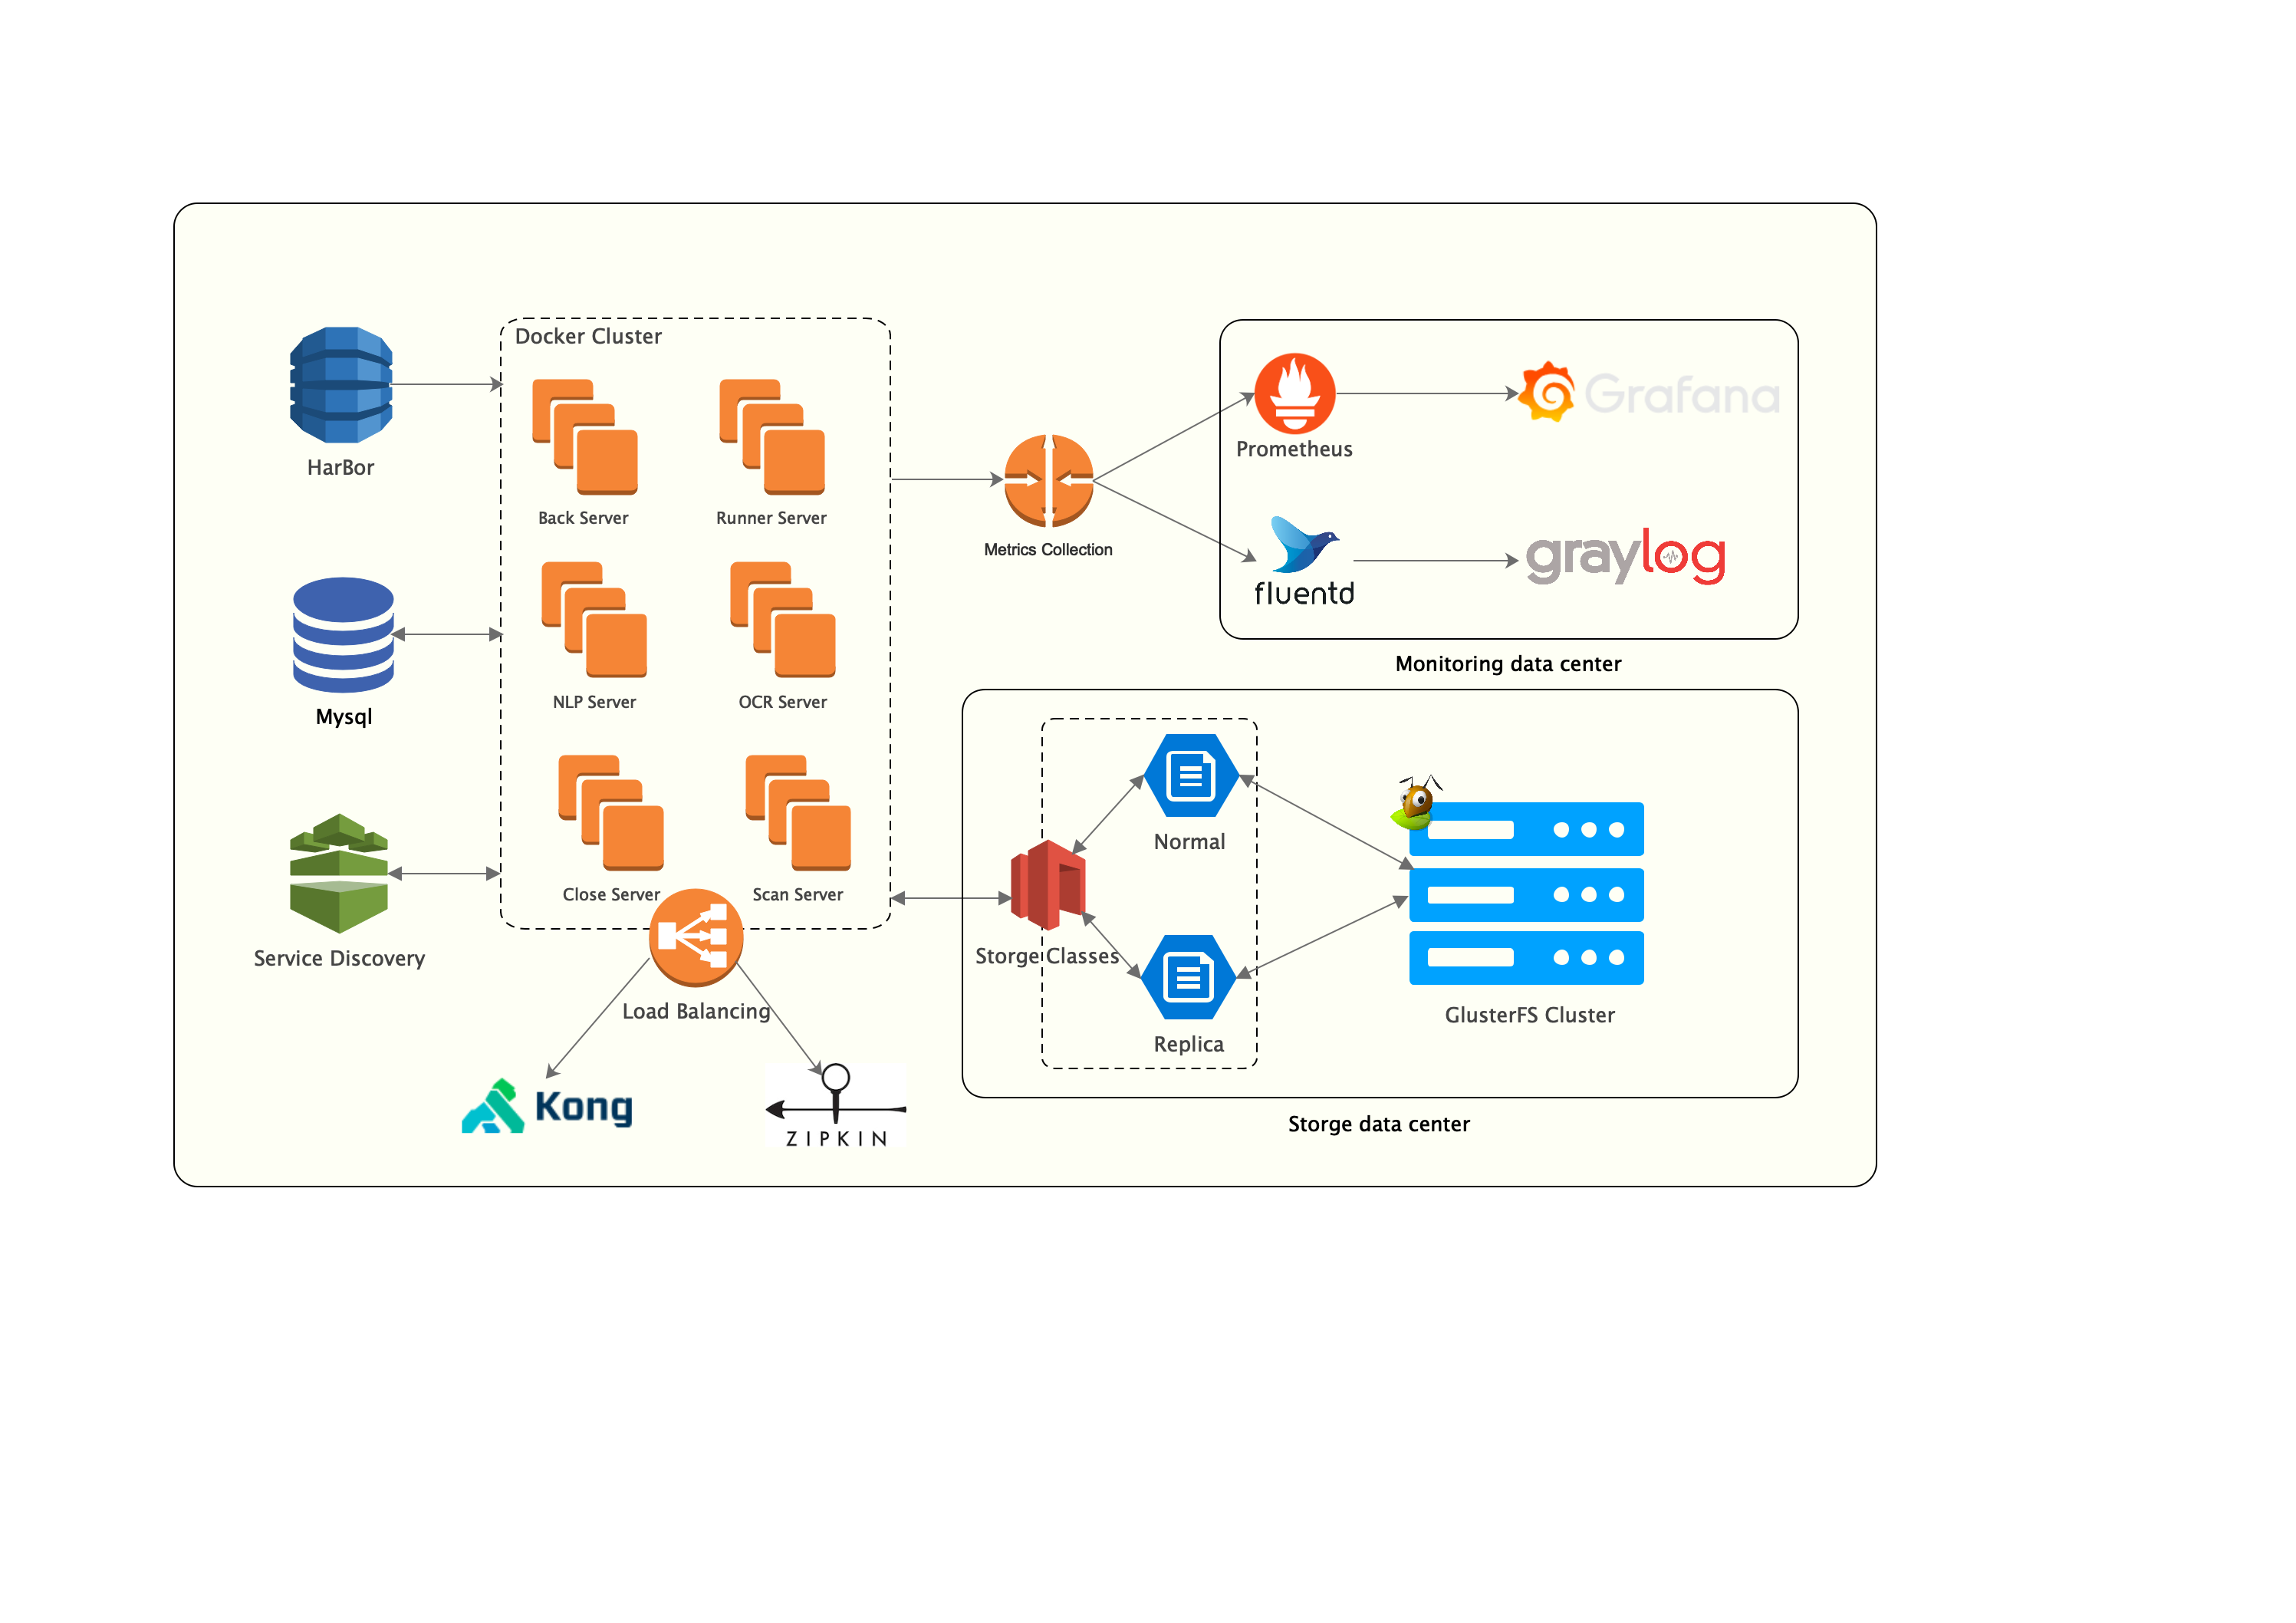 Docker Cluster
HarBor
Back Server
Runner Server
Mysql
NLP Server
OCR Server
Service Discovery
Close Server
Scan Server
Load Balancing
Kong
ZIPKIN
Metrics Collection
Prometheus
Grafana
fluentd
graylog
Monitoring data center
Normal
Storge Classes
Replica
GlusterFS Cluster
Storge data center